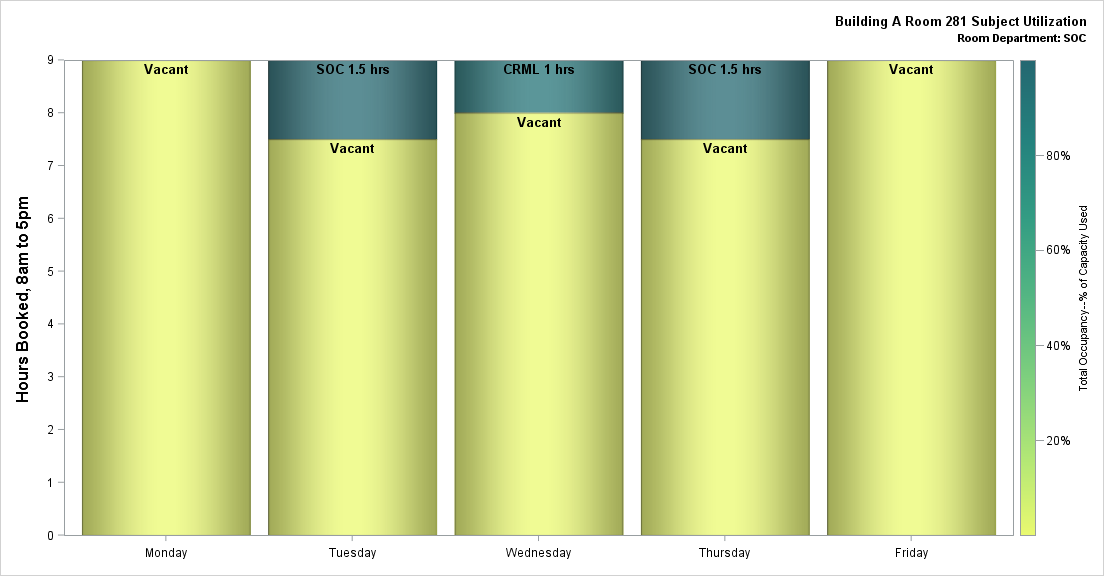 Building A Room 281 Subject Utilization
Room Department: SOC
Hours Booked, 8am to 5pm
9
8
7
6
5
4
3
2
1
0
Vacant
SOC 1.5 hrs
Vacant
CRML 1 hrs
Vacant
SOC 1.5 hrs
Vacant
Vacant
Monday
Tuesday
Wednesday
Thursday
Friday
80%
60%
40%
20%
Total Occupancy--% of Capacity Used